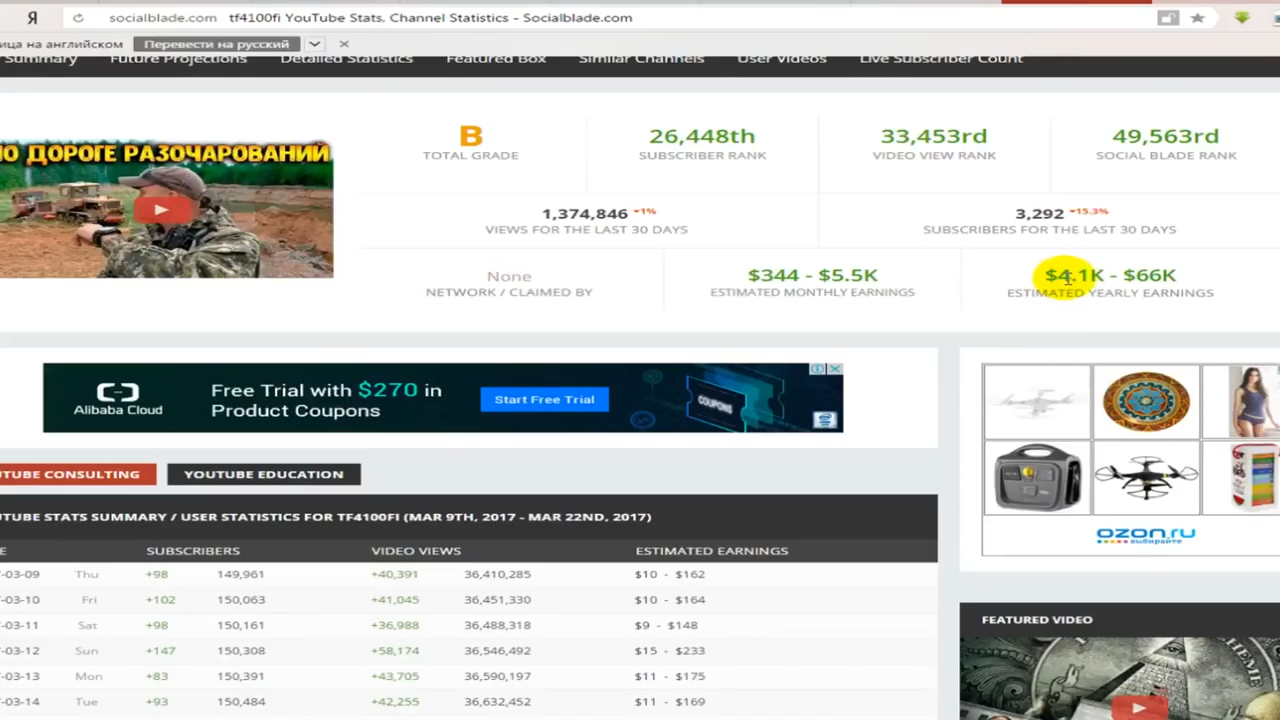 Я socialblade.com tf4100fi YouTube Stats, Channel Statistics - Socialblade.com
ица на английском Перевести на русский
Summary Future Projections Detailed Statistics Featured Box Similar Channels User Videos Live Subscriber Count
ПО ДОРОГЕ РАЗОЧАРОВАНИЙ
B 26,448th 33,453rd 49,563rd
TOTAL GRADE SUBSCRIBER RANK VIDEO VIEW RANK SOCIAL BLADE RANK
1,374,846 1% 3,292 15.3%
VIEWS FOR THE LAST 30 DAYS SUBSCRIBERS FOR THE LAST 30 DAYS
None $344 - $5.5K $4.1K - $66K
NETWORK / CLAIMED BY ESTIMATED MONTHLY EARNINGS ESTIMATED YEARLY EARNINGS
Alibaba Cloud
Free Trial with $270 in
Product Coupons
Start Free Trial
COUPONS
ozon.ru
выбирайте
TUBE CONSULTING YOUTUBE EDUCATION
TUBE STATS SUMMARY / USER STATISTICS FOR TF4100FI (MAR 9TH, 2017 - MAR 22ND, 2017)
E SUBSCRIBERS VIDEO VIEWS ESTIMATED EARNINGS
-03-09 Thu +98 149,961 +40,391 36,410,285 $10 - $162
-03-10 Fri +102 150,063 +41,045 36,451,330 $10 - $164
-03-11 Sat +98 150,161 +36,988 36,488,318 $9 - $148
-03-12 Sun +147 150,308 +58,174 36,546,492 $15 - $233
-03-13 Mon +83 150,391 +43,705 36,590,197 $11 - $175
-03-14 Tue +93 150,484 +42,255 36,632,452 $11 - $169
FEATURED VIDEO